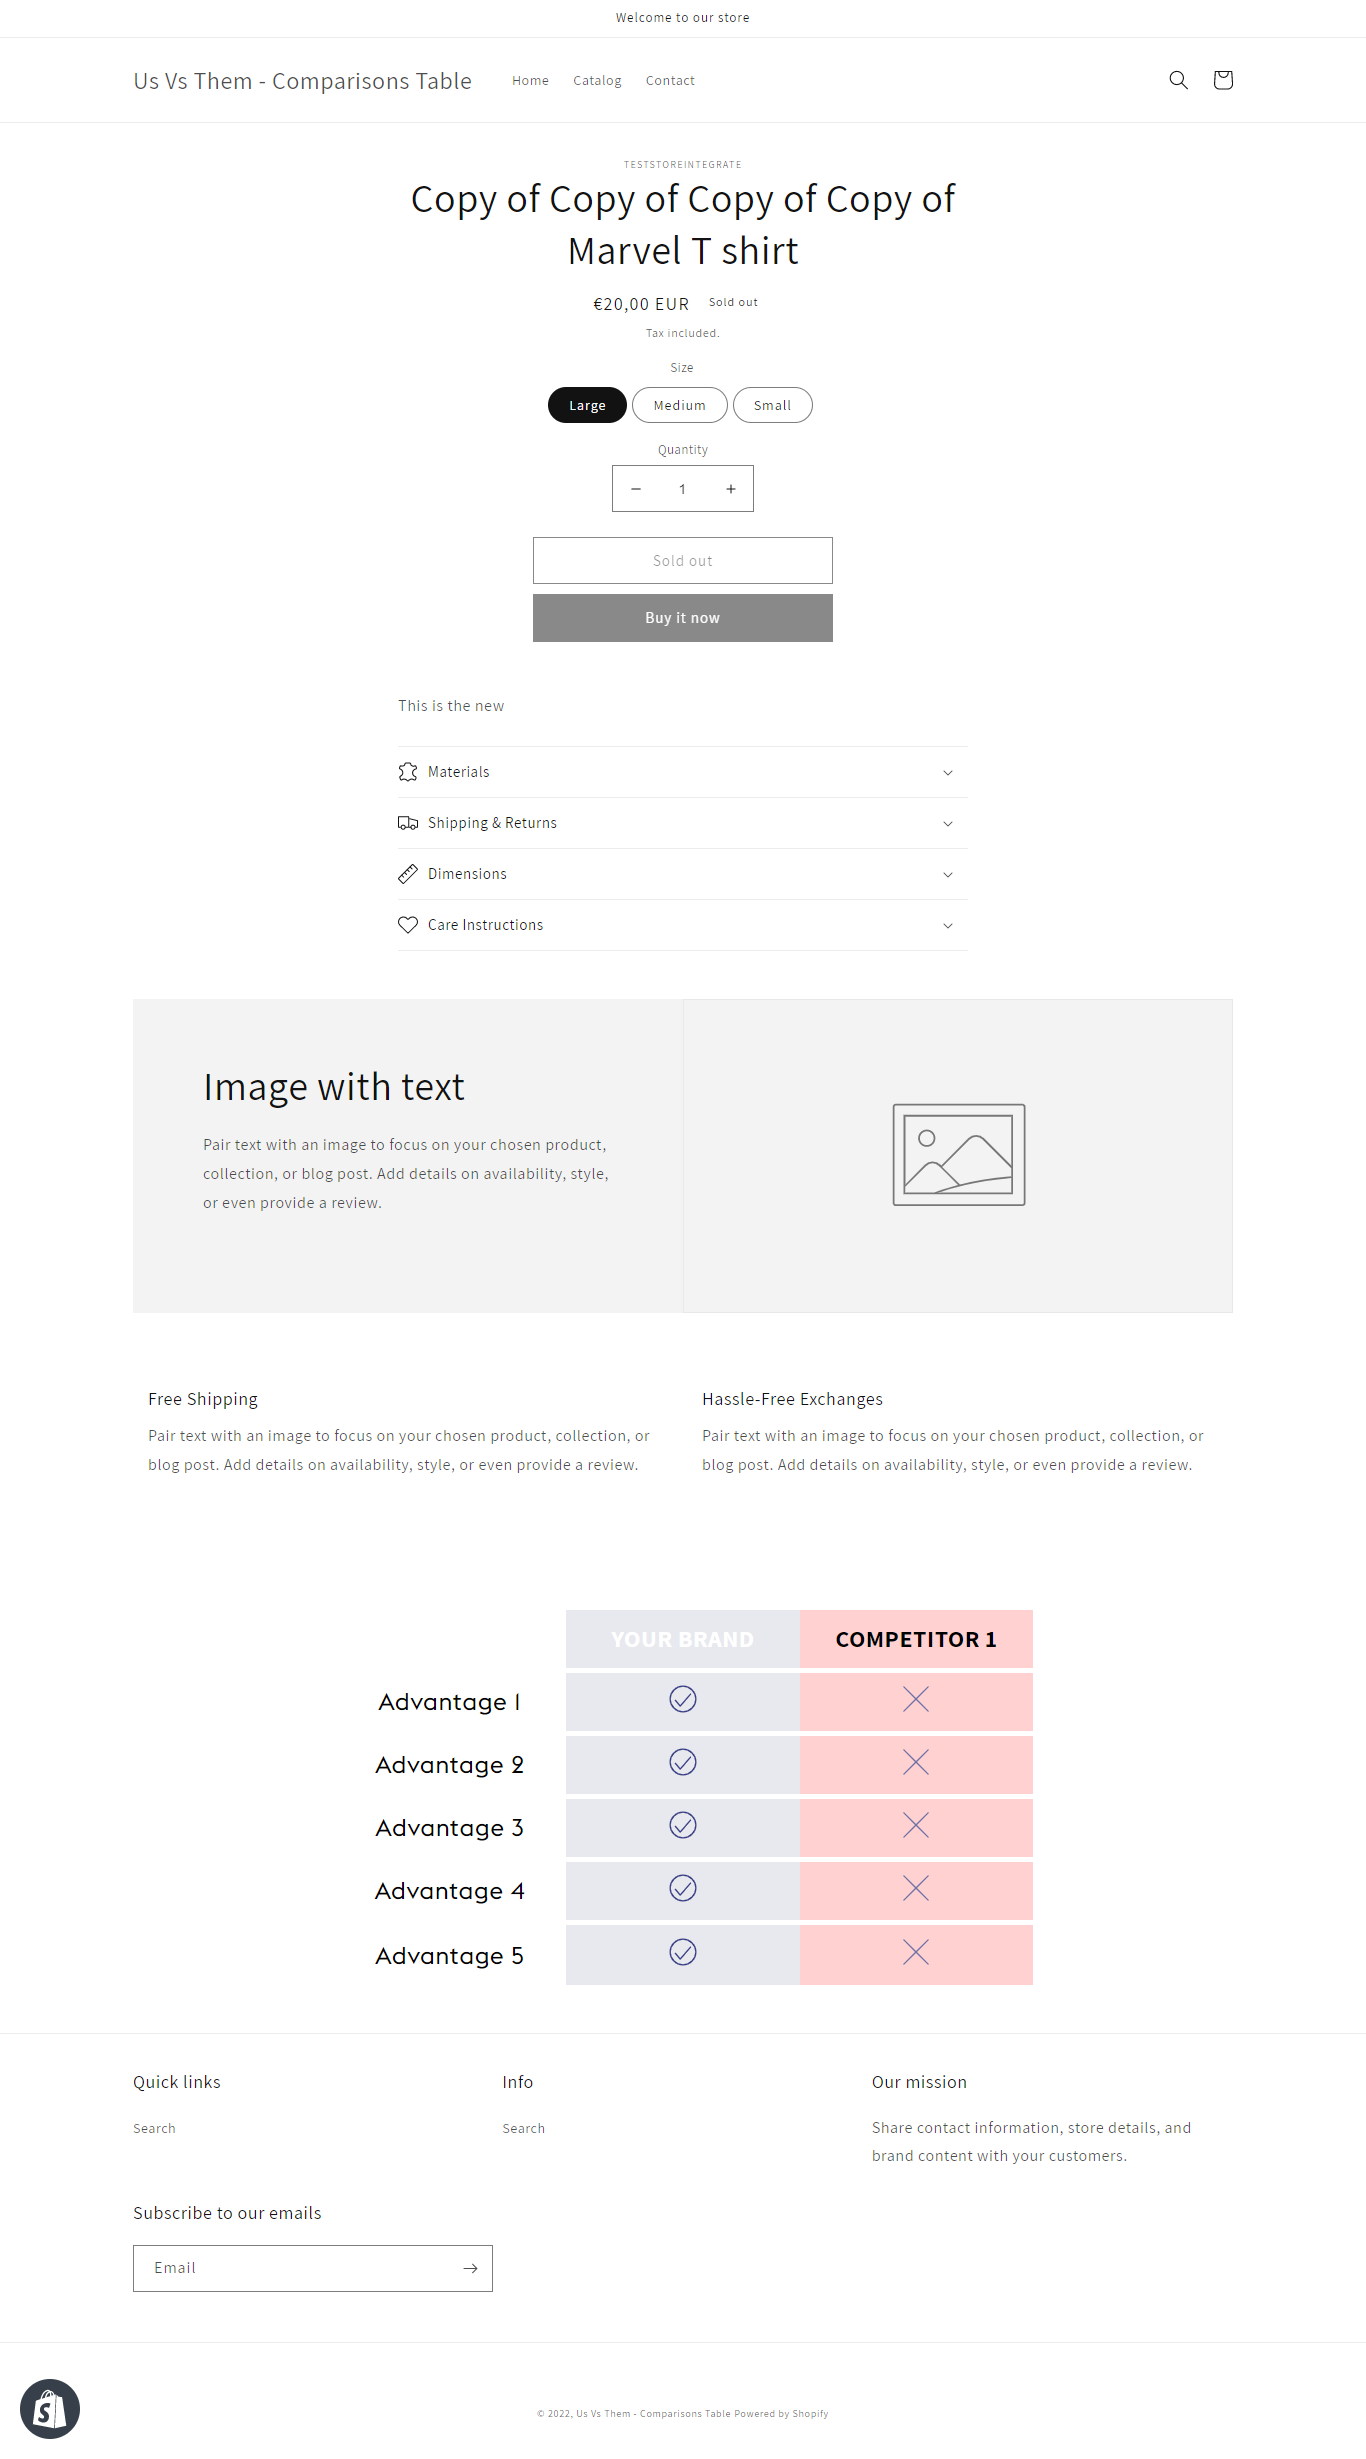 Welcome to our store
Us Vs Them - Comparisons Table
Home
Catalog
Contact
TESTSTOREINTEGRATE
Copy of Copy of Copy of Copy of
Marvel T shirt
€20,00 EUR
Sold out
Tax included.
Size
Large
Medium
Small
Quantity
1
Sold out
Buy it now
This is the new
Materials
Shipping & Returns
Dimensions
Care Instructions
Image with text
Pair text with an image to focus on your chosen product,
collection, or blog post. Add details on availability, style,
or even provide a review.
Free Shipping
Pair text with an image to focus on your chosen product, collection, or
blog post. Add details on availability, style, or even provide a review.
Hassle-Free Exchanges
Pair text with an image to focus on your chosen product, collection, or
blog post. Add details on availability, style, or even provide a review.
YOUR BRAND
COMPETITOR 1
Advantage 1
Advantage 2
Advantage 3
Advantage 4
Advantage 5
Quick links
Search
Info
Search
Our mission
Share contact information, store details, and
brand content with your customers.
Subscribe to our emails
Email
© 2022, Us Vs Them - Comparisons Table Powered by Shopify